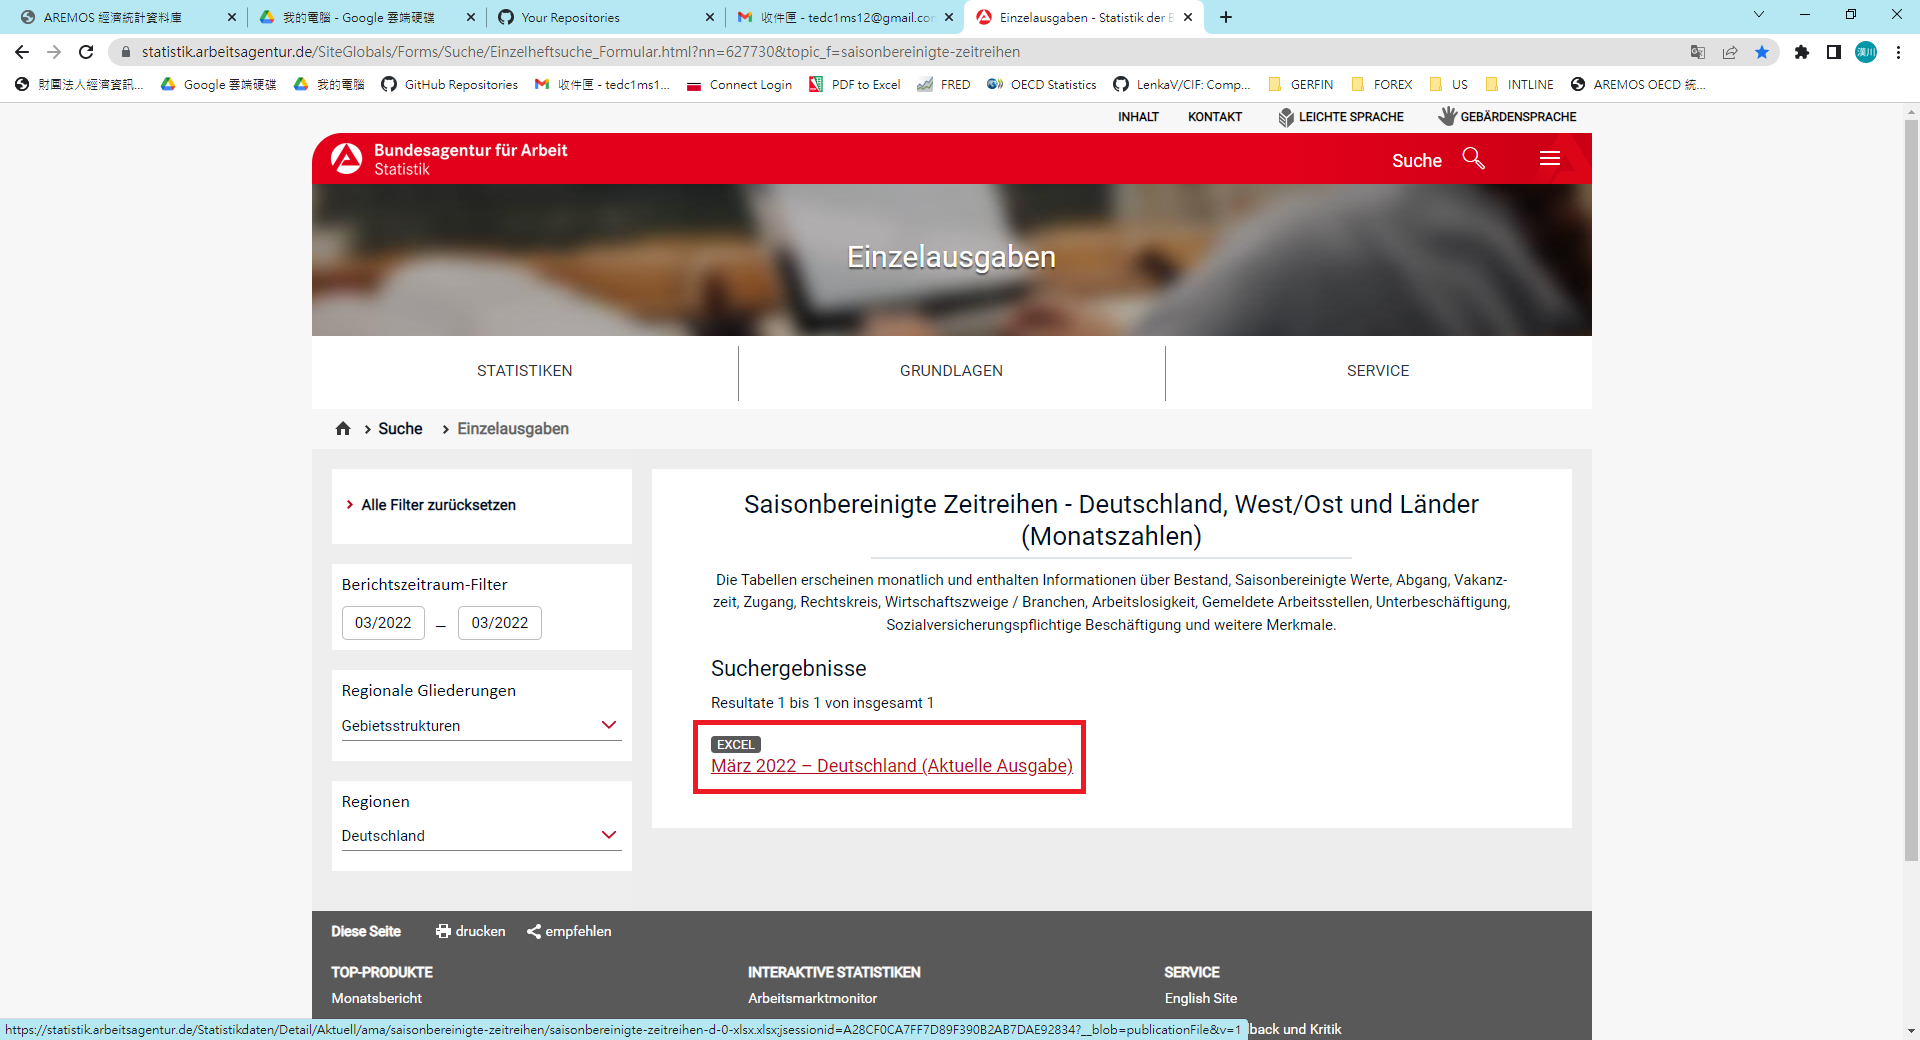 AREMOS 經濟統計資料庫
我的電腦 - Google 雲端硬碟
Your Repositories
收件匣 - tedc1ms12@gmail.co
Einzelausgaben - Statistik der B
statistik.arbeitsagentur.de/SiteGlobals/Forms/Suche/Einzelheftsuche_Formular.html?nn=627730&topic_f=saisonbereinigte-zeitreihen
漢川
財團法人經濟資訊...
Google 雲端硬碟
我的電腦
GitHub Repositories
收件匣 - tedc1ms1...
Connect Login
PDF to Excel
FRED
OECD Statistics
LenkaV/CIF: Comp...
GERFIN
FOREX
US
INTLINE
AREMOS OECD 統...
INHALT
KONTAKT
LEICHTE SPRACHE
GEBÄRDENSPRACHE
Bundesagentur für Arbeit
Statistik
Suche
Einzelausgaben
STATISTIKEN
GRUNDLAGEN
SERVICE
Suche
Einzelausgaben
Alle Filter zurücksetzen
Berichtszeitraum-Filter
03/2022 – 03/2022
Regionale Gliederungen
Gebietsstrukturen
Regionen
Deutschland
Saisonbereinigte Zeitreihen - Deutschland, West/Ost und Länder
(Monatszahlen)
Die Tabellen erscheinen monatlich und enthalten Informationen über Bestand, Saisonbereinigte Werte, Abgang, Vakanz-
zeit, Zugang, Rechtskreis, Wirtschaftszweige / Branchen, Arbeitslosigkeit, Gemeldete Arbeitsstellen, Unterbeschäftigung,
Sozialversicherungspflichtige Beschäftigung und weitere Merkmale.
Suchergebnisse
Resultate 1 bis 1 von insgesamt 1
EXCEL
März 2022 – Deutschland (Aktuelle Ausgabe)
Diese Seite
drucken
empfehlen
TOP-PRODUKTE
Monatsbericht
INTERAKTIVE STATISTIKEN
Arbeitsmarktmonitor
SERVICE
English Site
back und Kritik
https://statistik.arbeitsagentur.de/Statistikdaten/Detail/Aktuell/ama/saisonbereinigte-zeitreihen/saisonbereinigte-zeitreihen-d-0-xlsx.xlsx;jsessionid=A28CF0CA7FF7D89F390B2AB7DAE92834?__blob=publicationFile&v=1